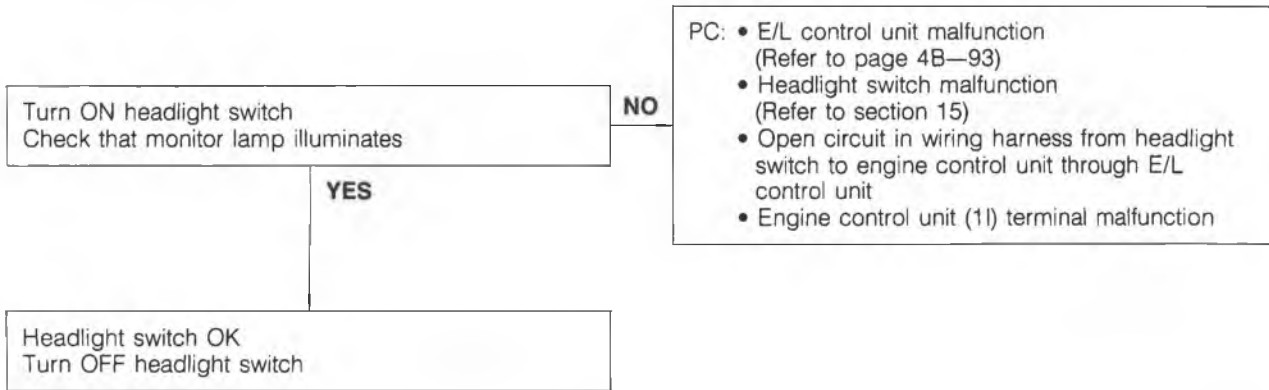 Turn ON headlight switch
Check that monitor lamp illuminates
NO
PC: • E/L control unit malfunction
(Refer to page 4B—93)
• Headlight switch malfunction
(Refer to section 15)
• Open circuit in wiring harness from headlight
switch to engine control unit through E/L
control unit
• Engine control unit (1I) terminal malfunction
YES
Headlight switch OK
Turn OFF headlight switch